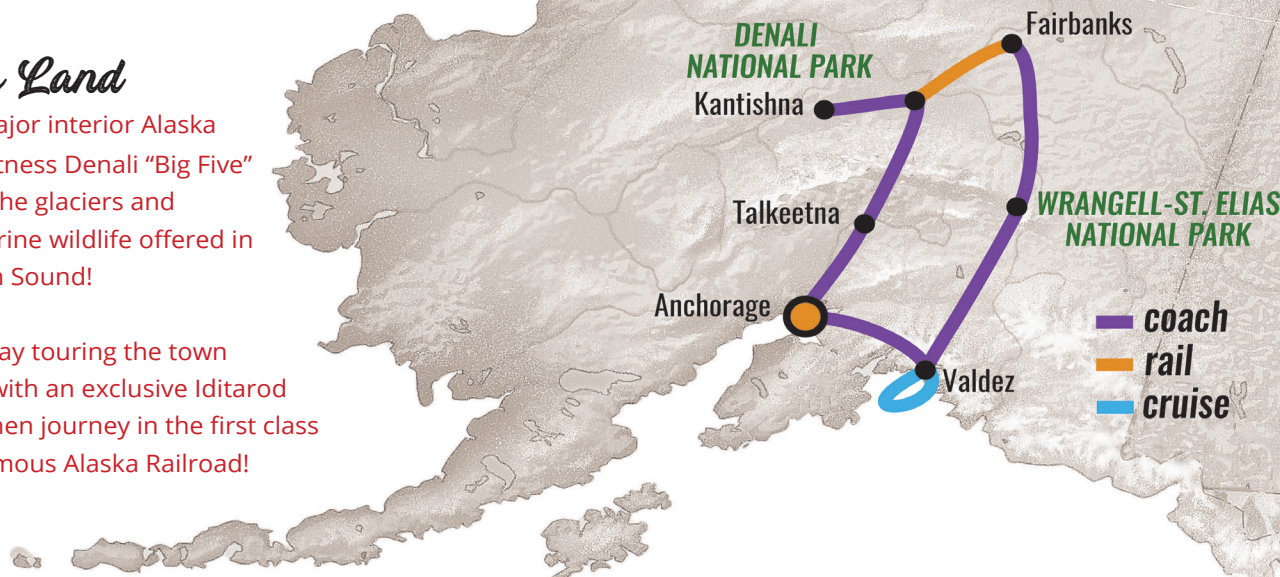 Land
ajor interior Alaska
tness Denali “Big Five”
he glaciers and
rine wildlife offered in
Sound!
ay touring the town
with an exclusive Iditarod
en journey in the first class
mous Alaska Railroad!
Fairbanks
DENALI
NATIONAL PARK
Kantishna
Talkeetna
WRANGELL-ST. ELIAS
NATIONAL PARK
Anchorage
Valdez
coach
rail
cruise